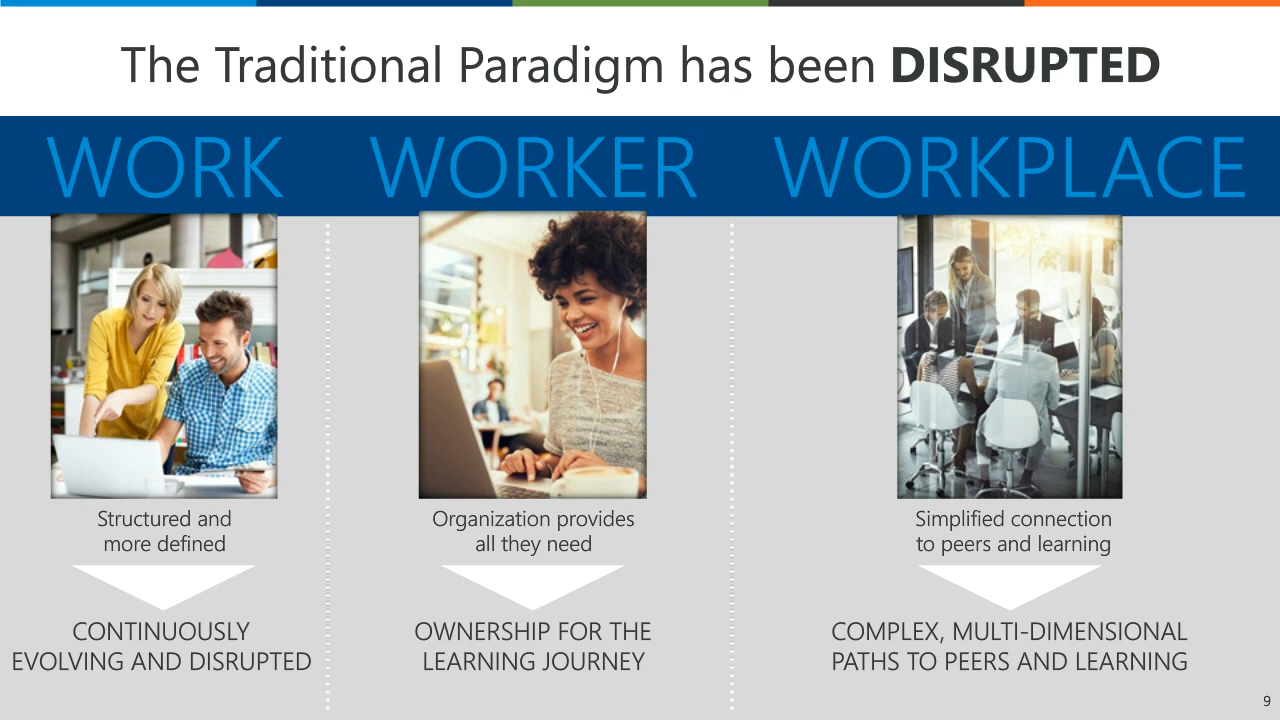 The Traditional Paradigm has been DISRUPTED
WORK
WORKER
WORKPLACE
Structured and
more defined
Organization provides
all they need
Simplified connection
to peers and learning
CONTINUOUSLY
EVOLVING AND DISRUPTED
OWNERSHIP FOR THE
LEARNING JOURNEY
COMPLEX, MULTI-DIMENSIONAL
PATHS TO PEERS AND LEARNING
9